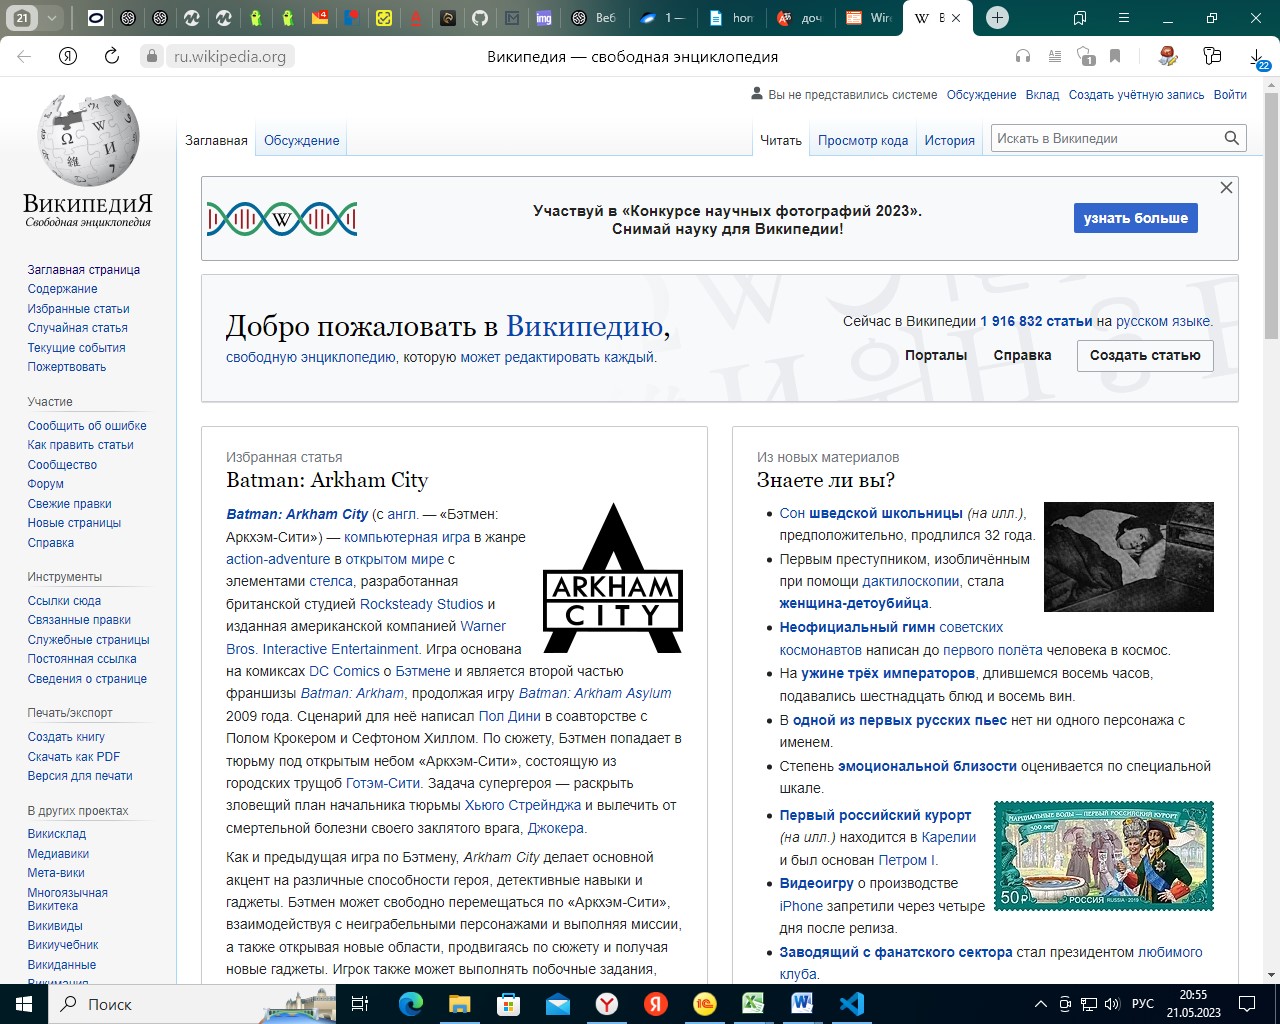 21
4
Веб
1 —
hor
доч
Wir
В
ru.wikipedia.org
Википедия — свободная энциклопедия
1
22
ВикипедиЯ
Свободная энциклопедия
Вы не представились системе Обсуждение Вклад Создать учётную запись Войти
Заглавная Обсуждение Читать Просмотр кода История Искать в Википедии
Участвуй в «Конкурсе научных фотографий 2023».
Снимай науку для Википедии!
узнать больше
Добро пожаловать в Википедию,
свободную энциклопедию, которую может редактировать каждый.
Сейчас в Википедии 1 916 832 статьи на русском языке.
Порталы Справка Создать статью
Заглавная страница
Содержание
Избранные статьи
Случайная статья
Текущие события
Пожертвовать
Участие
Сообщить об ошибке
Как править статьи
Сообщество
Форум
Свежие правки
Новые страницы
Справка
Инструменты
Ссылки сюда
Связанные правки
Служебные страницы
Постоянная ссылка
Сведения о странице
Печать/экспорт
Создать книгу
Скачать как PDF
Версия для печати
В других проектах
Викисклад
Медиавики
Мета-вики
Многоязычная
Викитека
Викивиды
Викиучебник
Викиданные
Викимания
Избранная статья
Batman: Arkham City
Batman: Arkham City (с англ. — «Бэтмен:
Аркхэм-Сити») — компьютерная игра в жанре
action-adventure в открытом мире с
элементами стелса, разработанная
британской студией Rocksteady Studios и
изданная американской компанией Warner
Bros. Interactive Entertainment. Игра основана
на комиксах DC Comics о Бэтмене и является второй частью
франшизы Batman: Arkham, продолжая игру Batman: Arkham Asylum
2009 года. Сценарий для неё написал Пол Дини в соавторстве с
Полом Крокером и Сефтоном Хиллом. По сюжету, Бэтмен попадает в
тюрьму под открытым небом «Аркхэм-Сити», состоящую из
городских трущоб Готэм-Сити. Задача супергероя — раскрыть
зловещий план начальника тюрьмы Хьюго Стрейнджа и вылечить от
смертельной болезни своего заклятого врага, Джокера.
Как и предыдущая игра по Бэтмену, Arkham City делает основной
акцент на различные способности героя, детективные навыки и
гаджеты. Бэтмен может свободно перемещаться по «Аркхэм-Сити»,
взаимодействуя с неиграбельными персонажами и выполняя миссии,
а также открывая новые области, продвигаясь по сюжету и получая
новые гаджеты. Игрок также может выполнять побочные задания,
ARKHAM
CITY
Из новых материалов
Знаете ли вы?
Сон шведской школьницы (на илл.),
предположительно, продлился 32 года.
Первым преступником, изобличённым
при помощи дактилоскопии, стала
женщина-детоубийца.
Неофициальный гимн советских
космонавтов написан до первого полёта человека в космос.
На ужине трёх императоров, длившемся восемь часов,
подавались шестнадцать блюд и восемь вин.
В одной из первых русских пьес нет ни одного персонажа с
именем.
Степень эмоциональной близости оценивается по специальной
шкале.
Первый российский курорт
(на илл.) находится в Карелии
и был основан Петром I.
Видеоигру о производстве
iPhone запретили через четыре
дня после релиза.
Заводящий с фанатского сектора стал президентом любимого
клуба.
МАРЦИАЛЬНЫЕ ВОДЫ — ПЕРВЫЙ РОССИЙСКИЙ КУРОРТ
300 ЛЕТ
50₽ РОССИЯ RUSSIA · 2019
Поиск
РУС
20:55
21.05.2023